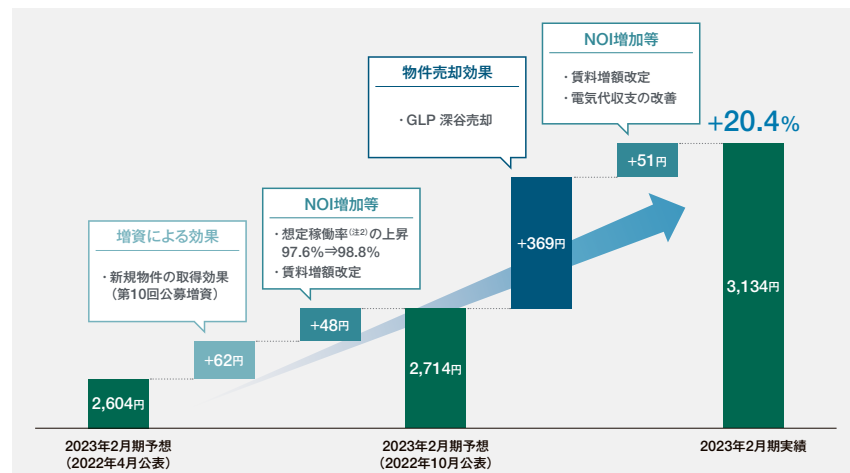 NOI増加等
・賃料増額改定
・電気代収支の改善
物件売却効果
・GLP 深谷売却
+20.4%
+51円
NOI増加等
・想定稼働率（注2）の上昇
97.6%⇒98.8%
・賃料増額改定
増資による効果
・新規物件の取得効果
（第10回公募増資）
+369円
3,134円
+48円
+62円
2,714円
2,604円
2023年2月期予想
（2022年4月公表）
2023年2月期予想
（2022年10月公表）
2023年2月期実績